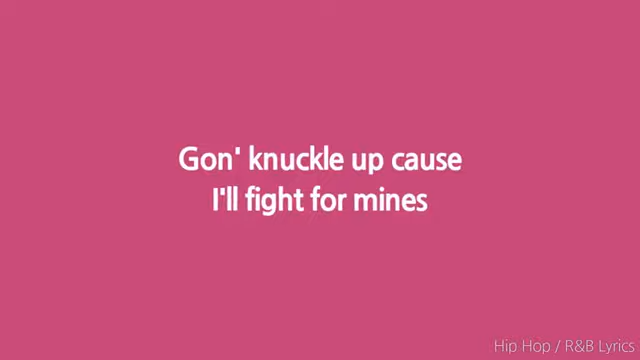 Gon' knuckle up cause
I'll fight for mines
Hip Hop / R&B Lyrics